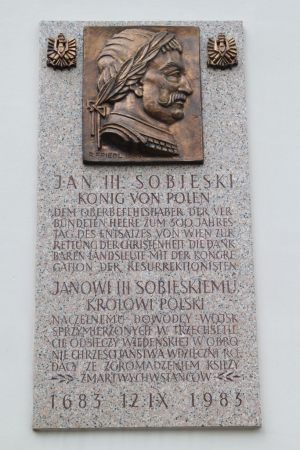 R. FRIEDL
JAN III. SOBIESKI
KÖNIG VON POLEN
DEM OBERBEFEHLSHABER DER VER
BÜNDETEN HEERE ZUM 300 JAHRES
TAG DES ENTSATZES VON WIEN ZUR
RETTUNG DER CHRISTENHEIT DIE DANK
BAREN LANDSLEUTE MIT DER KONGRE
GATION DER RESURREKTIONISTEN
JANOWI III SOBIESKIEMU
KRÓLOWI POLSKI
NACZELNEMU DOWÓDCY WOJSK
SPRZYMIERZONYCH W TRZECHSETLE
CIE ODSIECZY WIEDEŃSKIEJ W OBRO
NIE CHRZEŚCIJAŃSTWA WDZIĘCZNI RO
DACY ZE ZGROMADZENIEM KSIĘŻY
ZMARTWYCHWSTAŃCÓW
1683 12.IX 1983